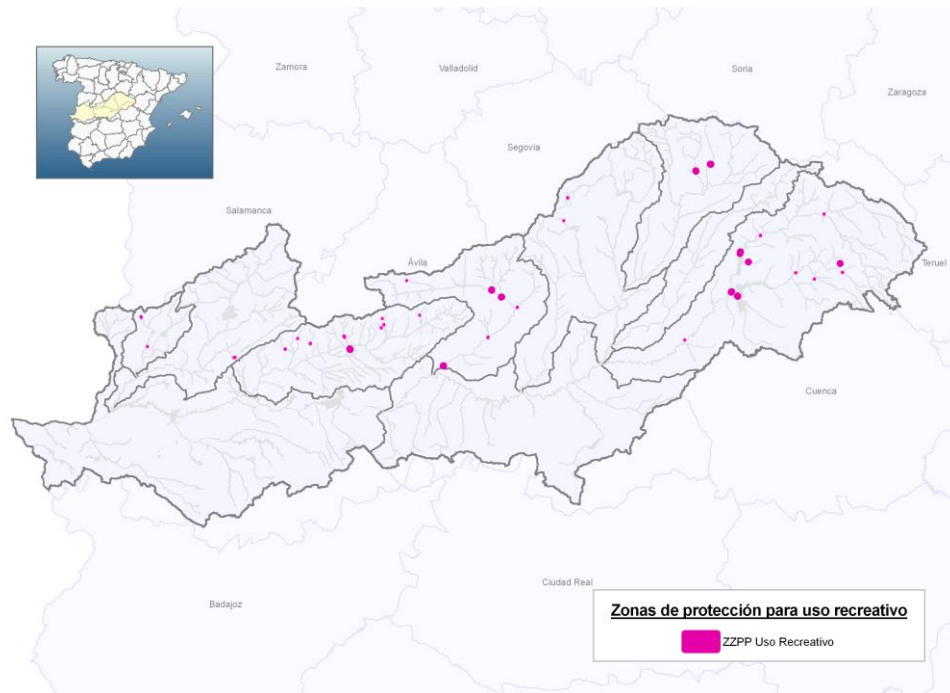 Zamora
Valladolid
Soria
Zaragoza
Segovia
Salamanca
Ávila
Teruel
Cuenca
Ciudad Real
Badajoz
Zonas de protección para uso recreativo
ZZPP Uso Recreativo